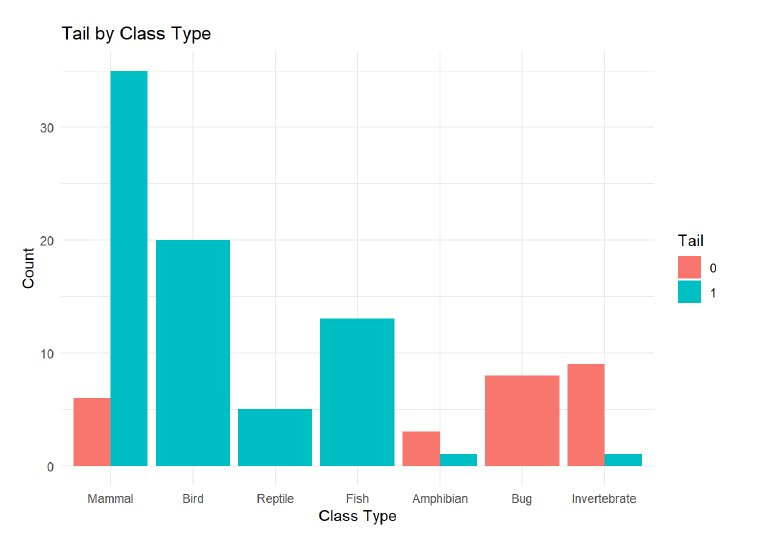 Tail by Class Type
Count
30
20
10
0
Mammal Bird Reptile Fish Amphibian Bug Invertebrate
Class Type
Tail
0
1